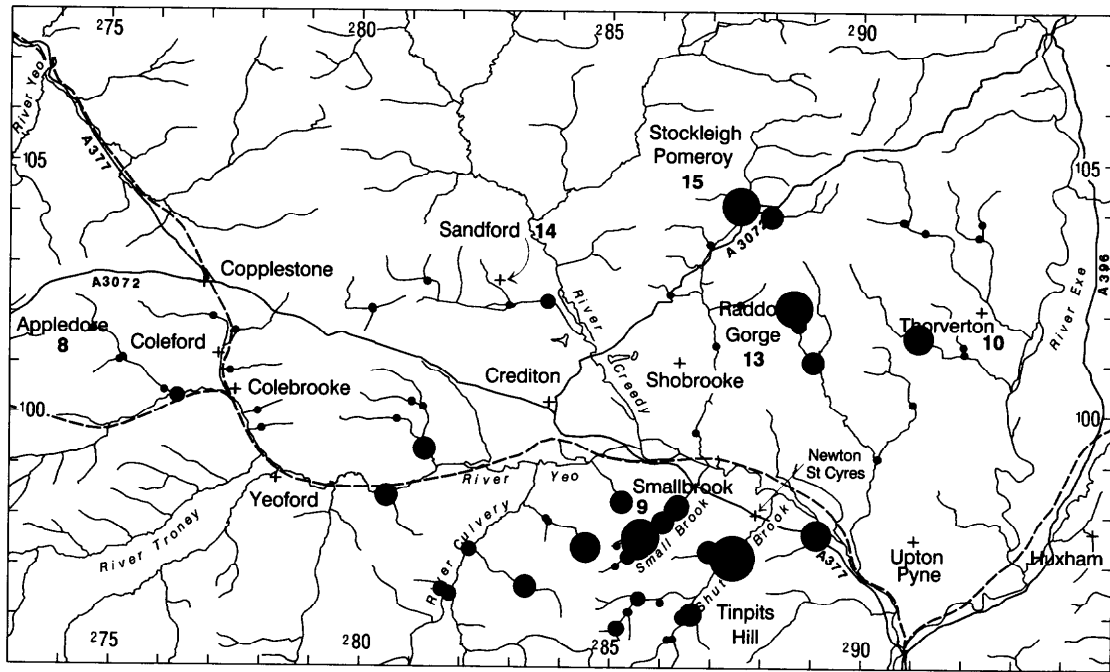 275
280
285
290
River Yeo
A377
105
105
Stockleigh
Pomeroy
15
A 307
Sandford 14
Copplestone
A3072
River
Creedy
A396
River Exe
Appledore
8
Coleford
Raddo
Gorge
13
Thorverton
10
Colebrooke
Crediton
Shobrooke
100
100
Newton
St Cyres
Yeoford
River Yeo
Smallbrook
9
Small Brook
River Troney
River Culvery
Shut Brook
A377
Upton
Pyne
Huxham
Tinpits
Hill
275
280
285
290